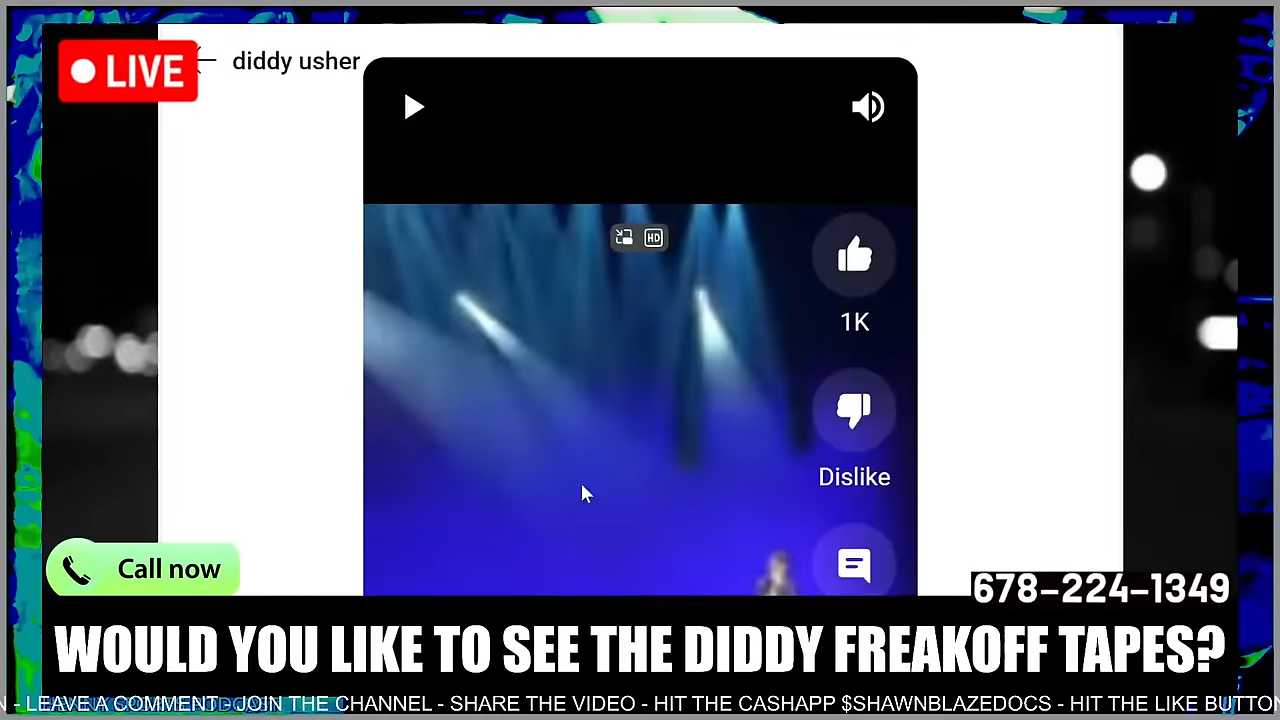 LIVE
diddy usher
HD
1K
Dislike
Call now
678-224-1349
WOULD YOU LIKE TO SEE THE DIDDY FREAKOFF TAPES?
N - LEAVE A COMMENT - JOIN THE CHANNEL - SHARE THE VIDEO - HIT THE CASHAPP $SHAWNBLAZEDOCS - HIT THE LIKE BUTTON